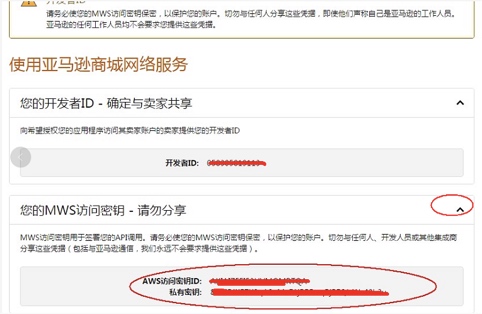 开发者ID
请务必使您的MWS访问密钥保密，以保护您的账户。切勿与任何人分享这些凭据，即使他们声称自己是亚马逊的工作人员。
亚马逊的任何工作人员均不会要求您提供这些凭据。
使用亚马逊商城网络服务
您的开发者ID - 确定与卖家共享
向希望授权您的应用程序访问其卖家账户的卖家提供您的开发者ID
开发者ID:
您的MWS访问密钥 - 请勿分享
MWS访问密钥用于签署您的API调用。请务必使您的MWS访问密钥保密，以保护您的账户。切勿与任何人、开发人员或其他集成商
分享这些凭证（包括与亚马逊通信，我们永远不会要求提供这些凭证）。
AWS访问密钥ID:
私有密钥: